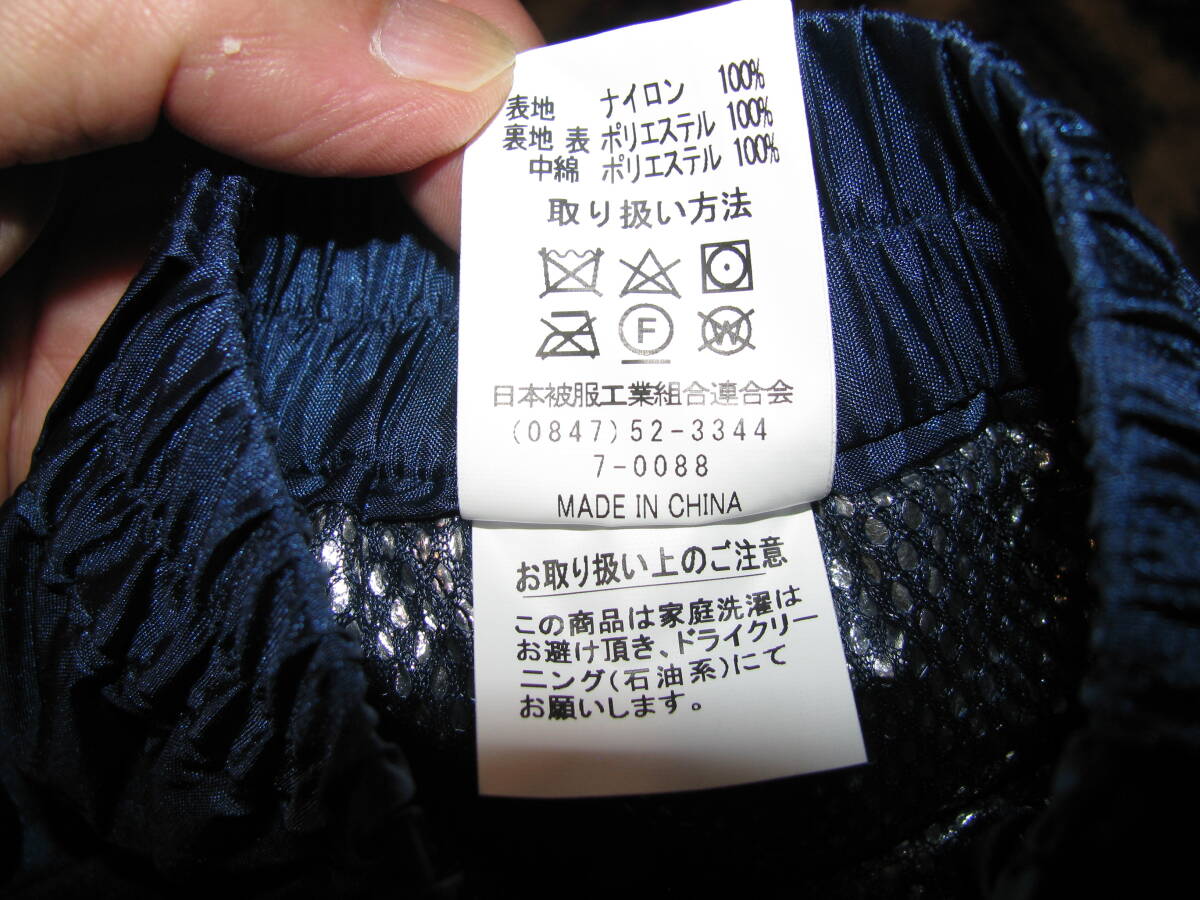 表地 ナイロン 100%
裏地 表 ポリエステル 100%
中綿 ポリエステル 100%
取り扱い方法
F
W
日本被服工業組合連合会
(0847)52-3344
7-0088
MADE IN CHINA
お取り扱い上のご注意
この商品は家庭洗濯は
お避け頂き、ドライクリー
ニング(石油系)にて
お願いします。